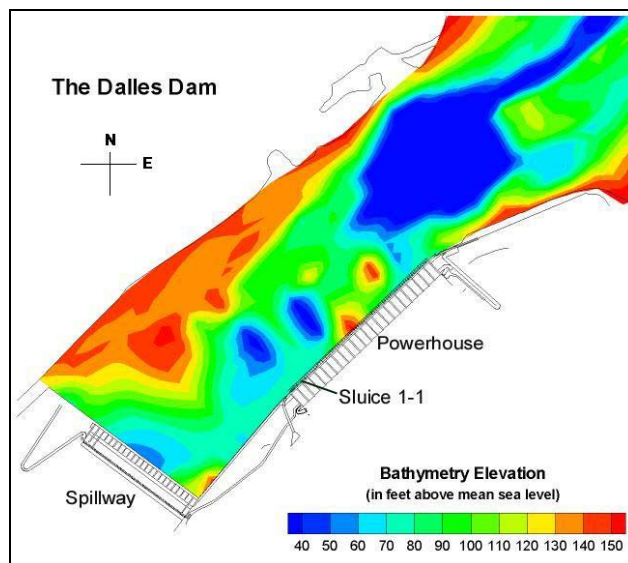 The Dalles Dam
N
E
Powerhouse
Sluice 1-1
Spillway
Bathymetry Elevation
(in feet above mean sea level)
40 50 60 70 80 90 100 110 120 130 140 150